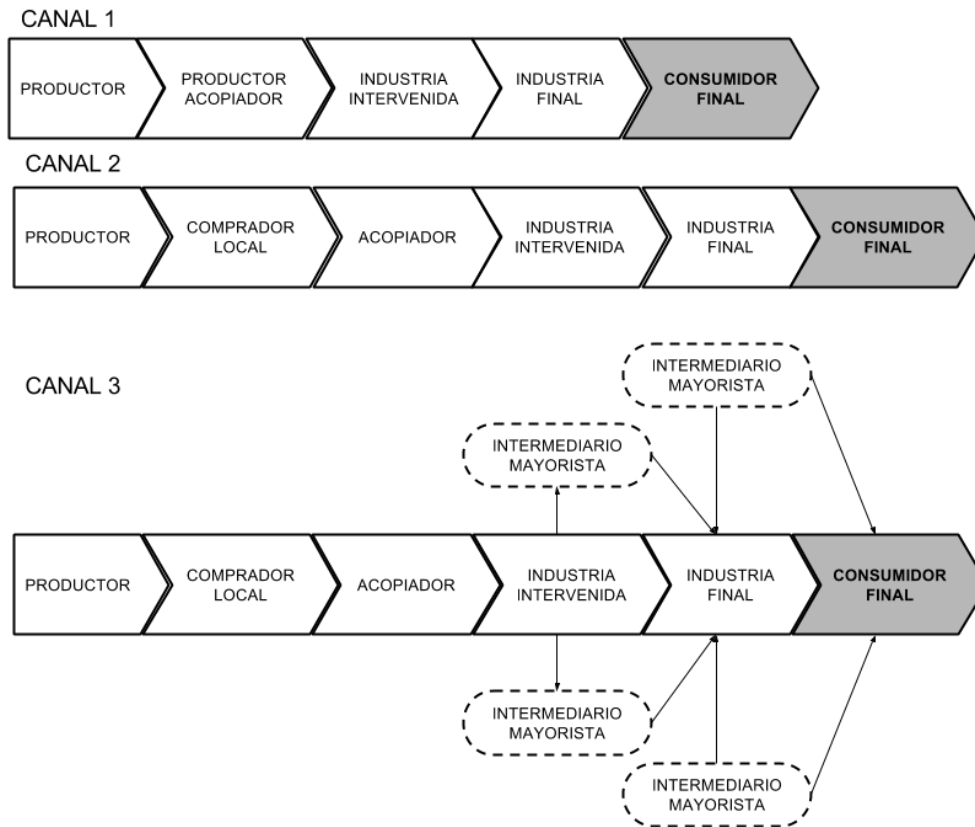 CANAL 1
PRODUCTOR
PRODUCTOR
ACOPIADOR
INDUSTRIA
INTERVENIDA
INDUSTRIA
FINAL
CONSUMIDOR
FINAL
CANAL 2
PRODUCTOR
COMPRADOR
LOCAL
ACOPIADOR
INDUSTRIA
INTERVENIDA
INDUSTRIA
FINAL
CONSUMIDOR
FINAL
CANAL 3
INTERMEDIARIO
MAYORISTA
INTERMEDIARIO
MAYORISTA
PRODUCTOR
COMPRADOR
LOCAL
ACOPIADOR
INDUSTRIA
INTERVENIDA
INDUSTRIA
FINAL
CONSUMIDOR
FINAL
INTERMEDIARIO
MAYORISTA
INTERMEDIARIO
MAYORISTA